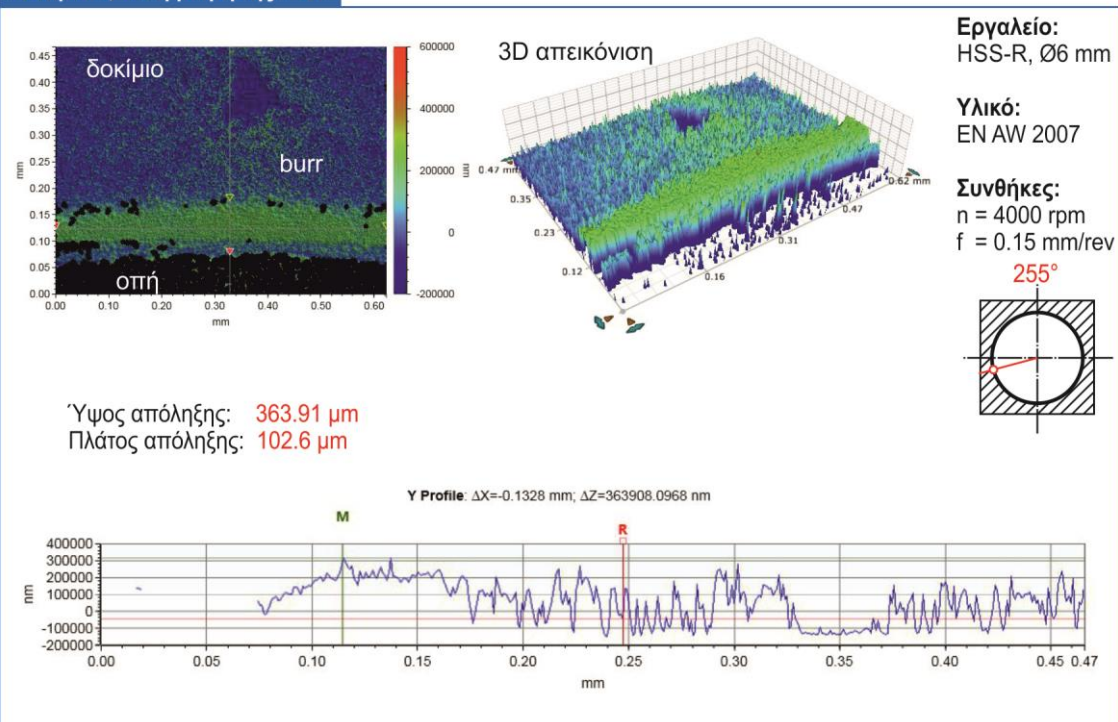 δοκίμιο
burr
οπή
0.45
0.40
0.35
0.30
0.25
0.20
0.15
0.10
0.05
0.00
mm
0.00 0.10 0.20 0.30 0.40 0.50 0.60
mm
600000
400000
200000
0
-200000
nm
3D απεικόνιση
0.47 mm
0.35
0.23
0.12
0.16
0.31
0.47
0.62 mm
Εργαλείο:
HSS-R, Ø6 mm
Υλικό:
EN AW 2007
Συνθήκες:
n = 4000 rpm
f = 0.15 mm/rev
255°
Ύψος απόληξης: 363.91 μm
Πλάτος απόληξης: 102.6 μm
Y Profile: ΔX=-0.1328 mm; ΔZ=363908.0968 nm
M
R
400000
300000
200000
100000
0
-100000
-200000
nm
0.00 0.05 0.10 0.15 0.20 0.25 0.30 0.35 0.40 0.45 0.47
mm